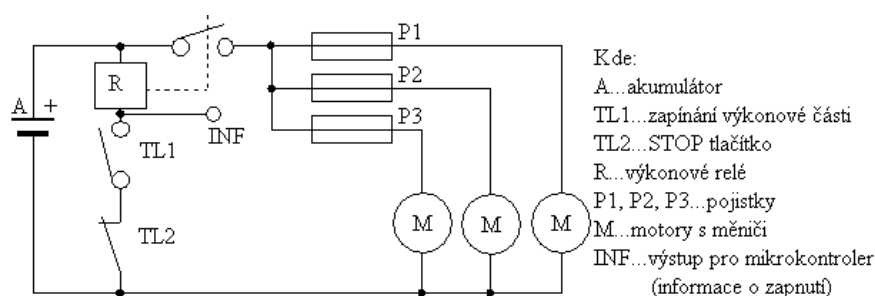 P1
P2
P3
R
A +
INF
TL1
TL2
M M M
Kde:
A...akumulátor
TL1...zapínání výkonové části
TL2...STOP tlačítko
R...výkonové relé
P1, P2, P3...pojistky
M...motory s měniči
INF...výstup pro mikrokontroler
(informace o zapnutí)